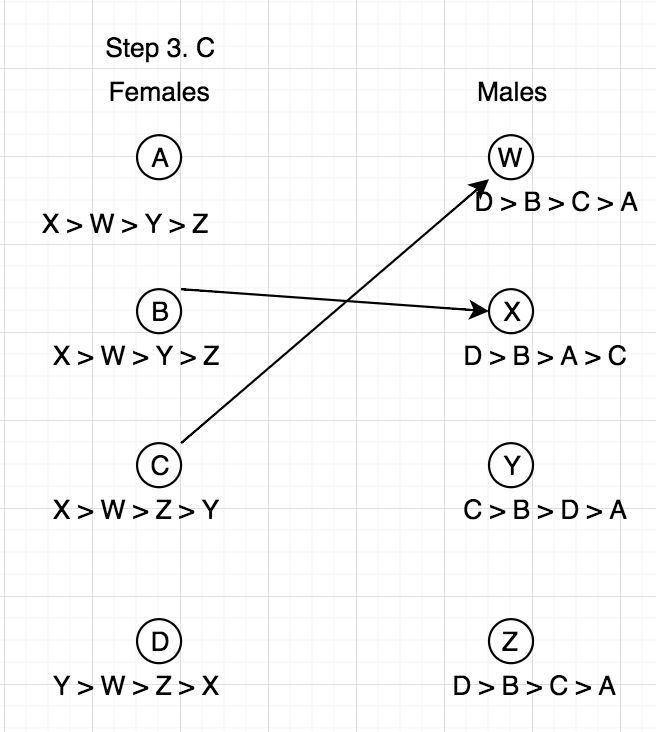 Step 3. C
Females Males
A W
X > W > Y > Z D > B > C > A
B X
X > W > Y > Z D > B > A > C
C Y
X > W > Z > Y C > B > D > A
D Z
Y > W > Z > X D > B > C > A